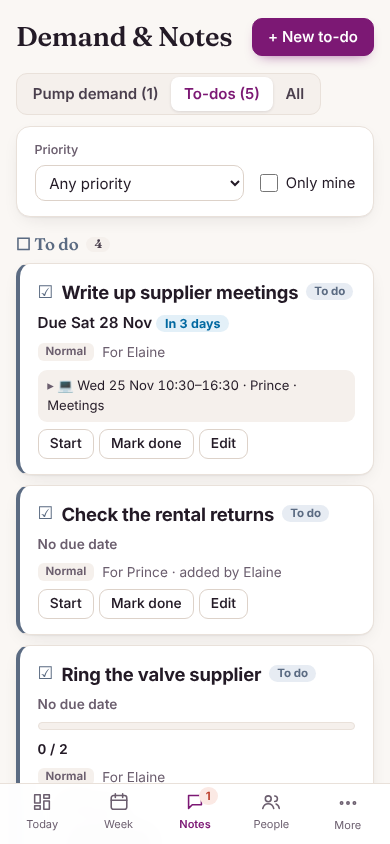 Demand & Notes
+ New to-do
Pump demand (1)
To-dos (5)
All
Priority
Any priority
Only mine
To do 4
Write up supplier meetings To do
Due Sat 28 Nov In 3 days
Normal For Elaine
Wed 25 Nov 10:30–16:30 · Prince ·
Meetings
Start Mark done Edit
Check the rental returns To do
No due date
Normal For Prince · added by Elaine
Start Mark done Edit
Ring the valve supplier To do
No due date
0 / 2
Normal For Elaine
1
Today Week Notes People More